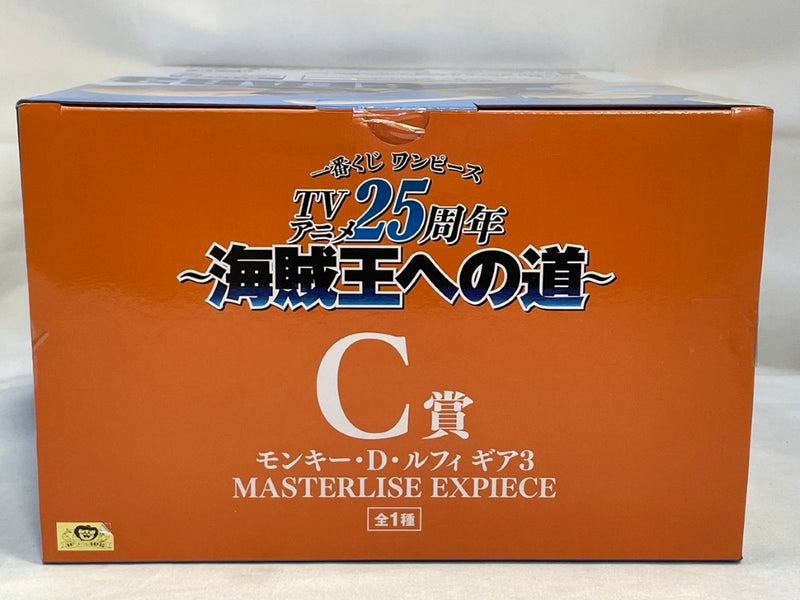 一番くじ ワンピース
TVアニメ25周年
～海賊王への道～
C賞
モンキー・D・ルフィ ギア3
MASTERLISE EXPIECE
全1種